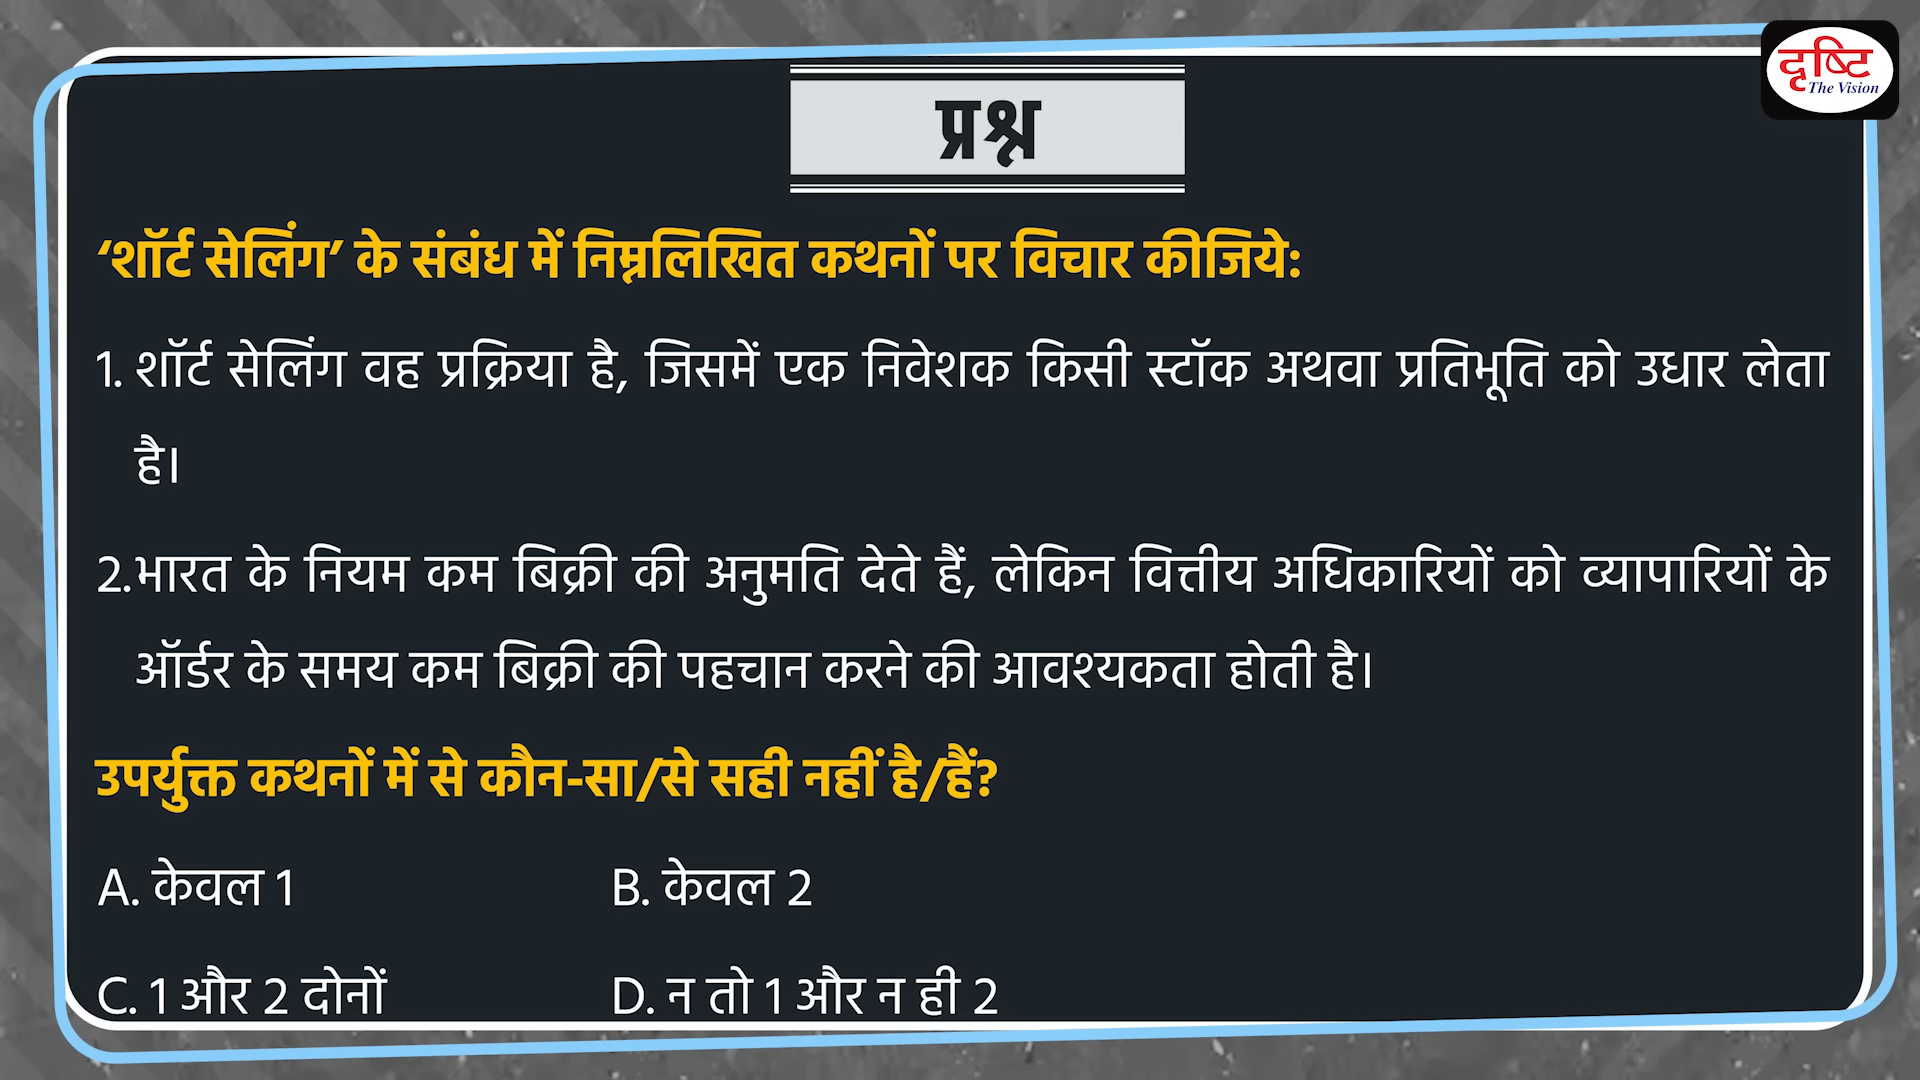 दृष्टि
The Vision
प्रश्न
‘शॉर्ट सेलिंग’ के संबंध में निम्नलिखित कथनों पर विचार कीजिये:
1. शॉर्ट सेलिंग वह प्रक्रिया है, जिसमें एक निवेशक किसी स्टॉक अथवा प्रतिभूति को उधार लेता
है।
2.भारत के नियम कम बिक्री की अनुमति देते हैं, लेकिन वित्तीय अधिकारियों को व्यापारियों के
ऑर्डर के समय कम बिक्री की पहचान करने की आवश्यकता होती है।
उपर्युक्त कथनों में से कौन-सा/से सही नहीं है/हैं?
A. केवल 1 B. केवल 2
C. 1 और 2 दोनों D. न तो 1 और न ही 2